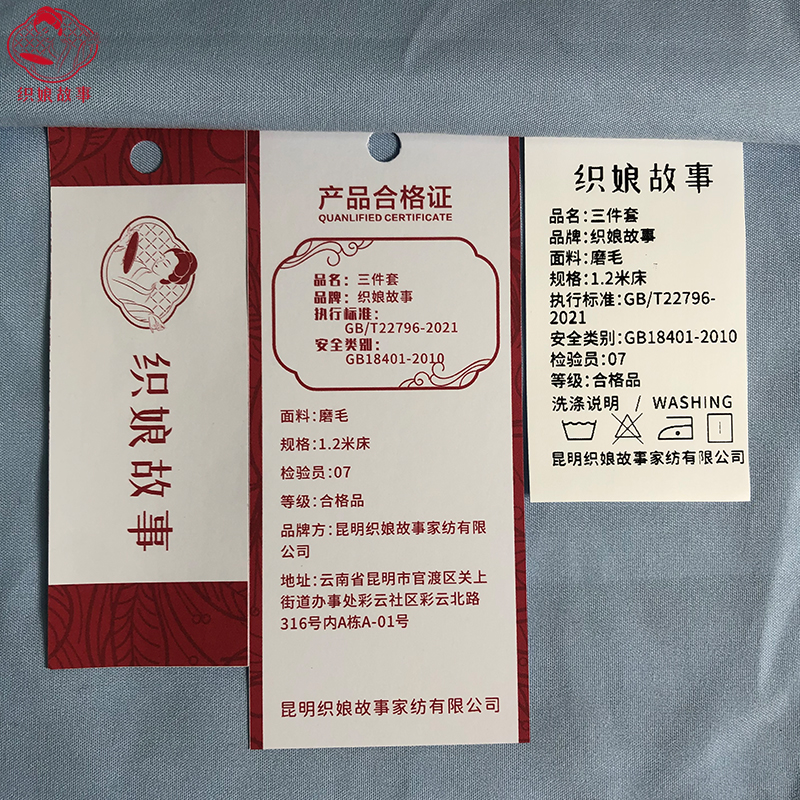 织娘故事
织娘故事
产品合格证
QUANLIFIED CERTIFICATE
品名：三件套
品牌：织娘故事
执行标准：
GB/T22796-2021
安全类别：
GB18401-2010
面料:磨毛
规格:1.2米床
检验员:07
等级:合格品
品牌方:昆明织娘故事家纺有限
公司
地址:云南省昆明市官渡区关上
街道办事处彩云社区彩云北路
316号内A栋A-01号
昆明织娘故事家纺有限公司
织娘故事
品名:三件套
品牌:织娘故事
面料:磨毛
规格:1.2米床
执行标准:GB/T22796-
2021
安全类别:GB18401-2010
检验员:07
等级:合格品
洗涤说明 / WASHING
昆明织娘故事家纺有限公司